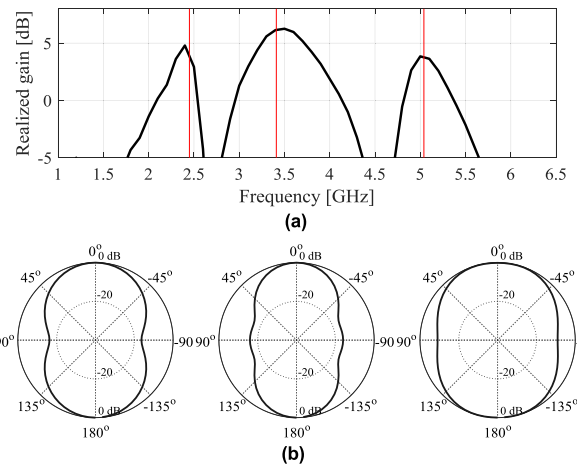 Realized gain [dB]
5
0
-5
1 1.5 2 2.5 3 3.5 4 4.5 5 5.5 6 6.5
Frequency [GHz]
(a)
0° 0 dB 0° 0 dB 0° 0 dB
45° -45° 45° -45° 45° -45°
-20 -20 -20
90° -90 90° -90 90° -90°
-20 -20 -20
135° -135° 135° -135° 135° -135°
0 dB 0 dB 0 dB
180° 180° 180°
(b)